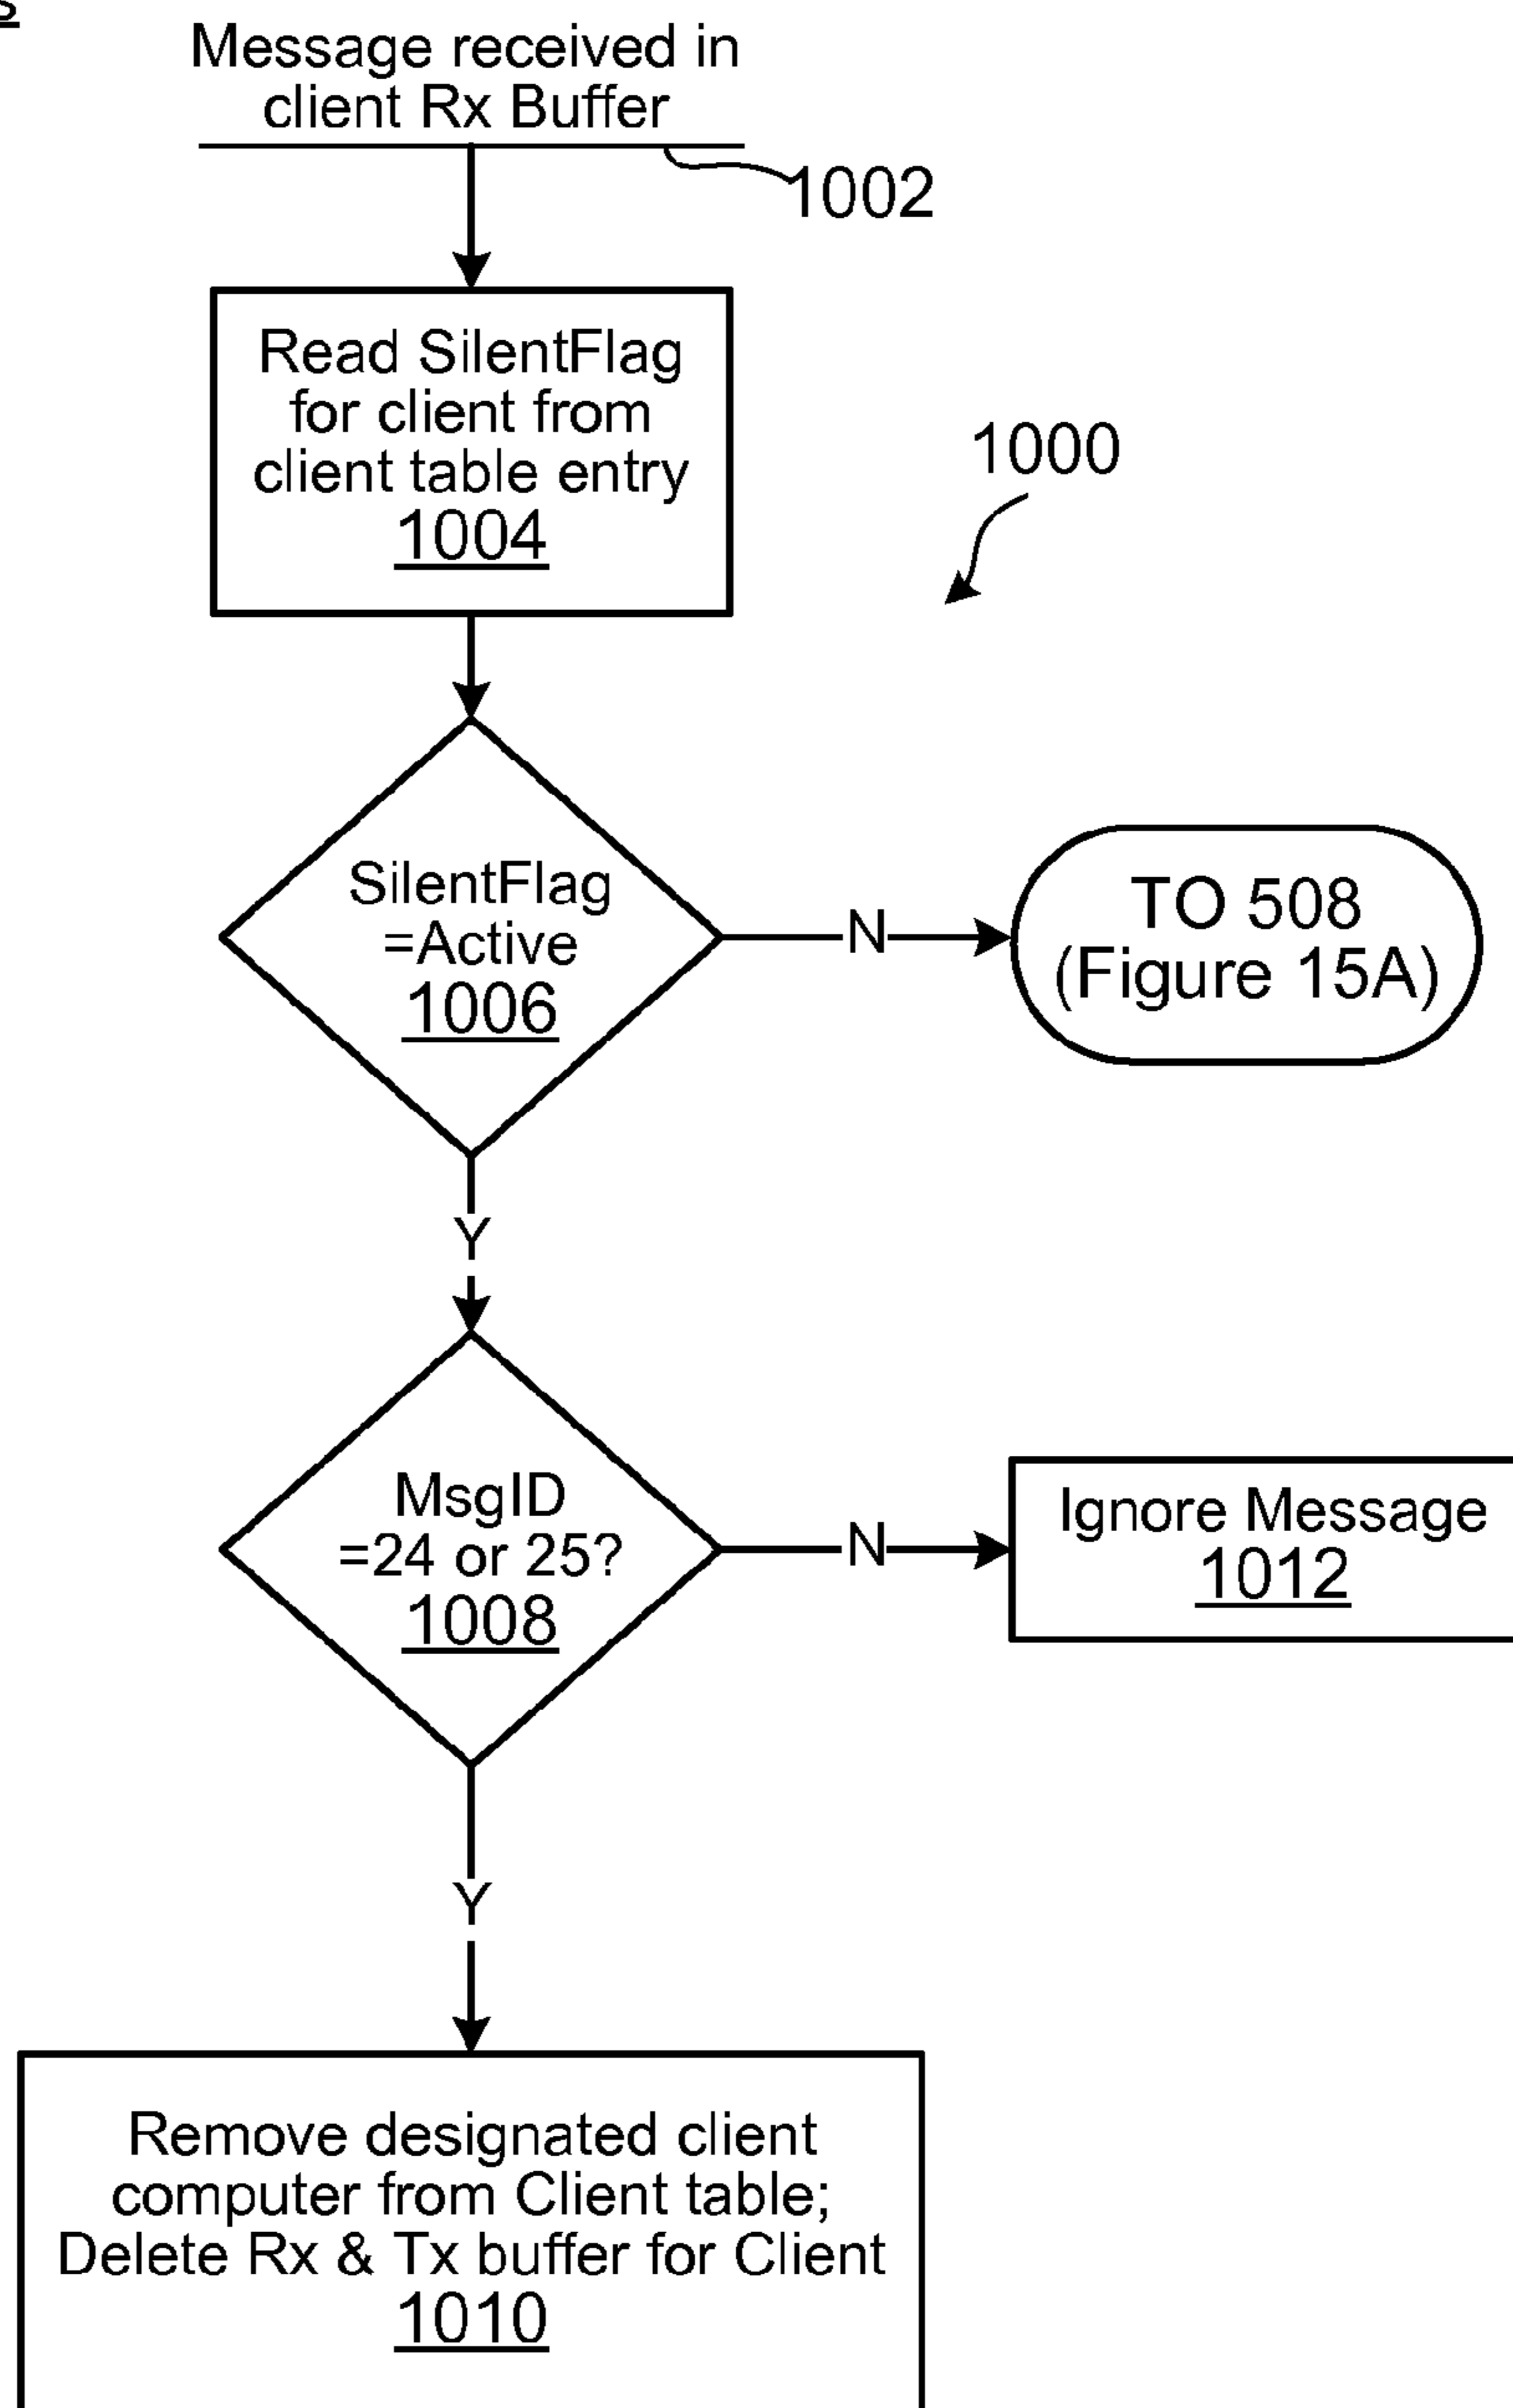 Message received in
client Rx Buffer
1002
Read SilentFlag
for client from
client table entry
1004
1000
SilentFlag
=Active
1006
N
TO 508
(Figure 15A)
Y
MsgID
=24 or 25?
1008
N
Ignore Message
1012
Y
Remove designated client
computer from Client table;
Delete Rx & Tx buffer for Client
1010